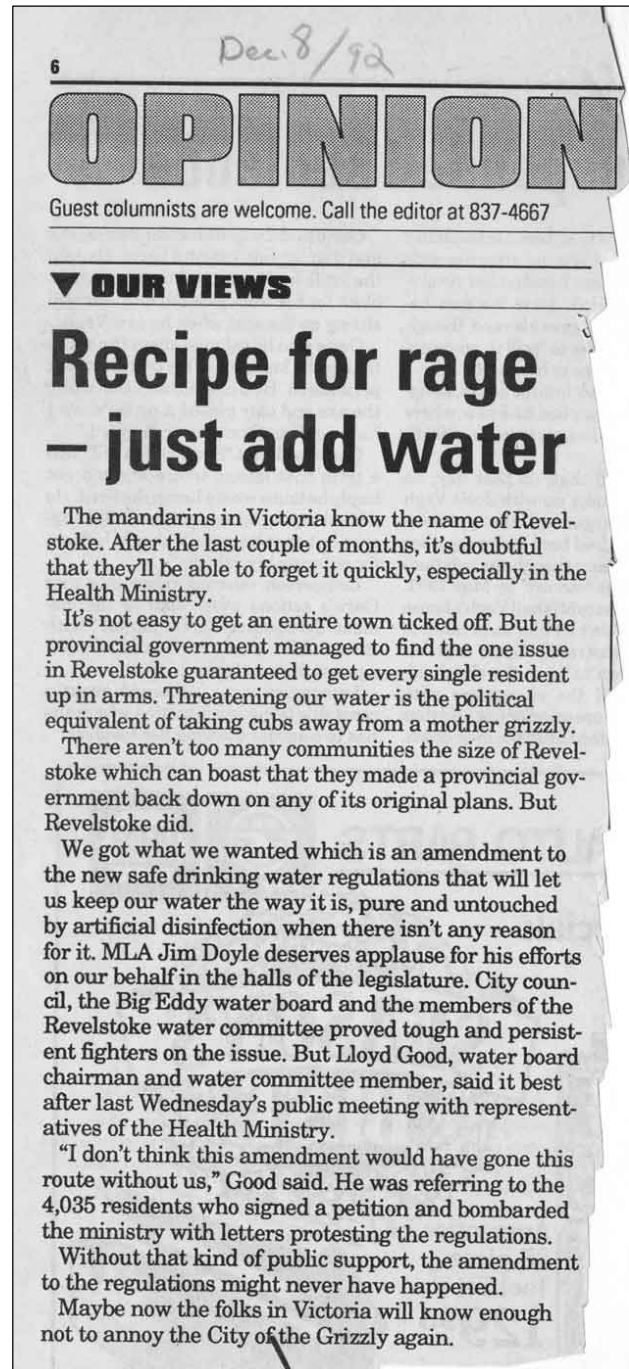 Dec. 8/92
6
OPINION
Guest columnists are welcome. Call the editor at 837-4667
▼ OUR VIEWS
Recipe for rage
– just add water
The mandarins in Victoria know the name of Revel-
stoke. After the last couple of months, it's doubtful
that they'll be able to forget it quickly, especially in the
Health Ministry.
It's not easy to get an entire town ticked off. But the
provincial government managed to find the one issue
in Revelstoke guaranteed to get every single resident
up in arms. Threatening our water is the political
equivalent of taking cubs away from a mother grizzly.
There aren't too many communities the size of Revel-
stoke which can boast that they made a provincial gov-
ernment back down on any of its original plans. But
Revelstoke did.
We got what we wanted which is an amendment to
the new safe drinking water regulations that will let
us keep our water the way it is, pure and untouched
by artificial disinfection when there isn't any reason
for it. MLA Jim Doyle deserves applause for his efforts
on our behalf in the halls of the legislature. City coun-
cil, the Big Eddy water board and the members of the
Revelstoke water committee proved tough and persist-
ent fighters on the issue. But Lloyd Good, water board
chairman and water committee member, said it best
after last Wednesday's public meeting with represent-
atives of the Health Ministry.
"I don't think this amendment would have gone this
route without us," Good said. He was referring to the
4,035 residents who signed a petition and bombarded
the ministry with letters protesting the regulations.
Without that kind of public support, the amendment
to the regulations might never have happened.
Maybe now the folks in Victoria will know enough
not to annoy the City of the Grizzly again.